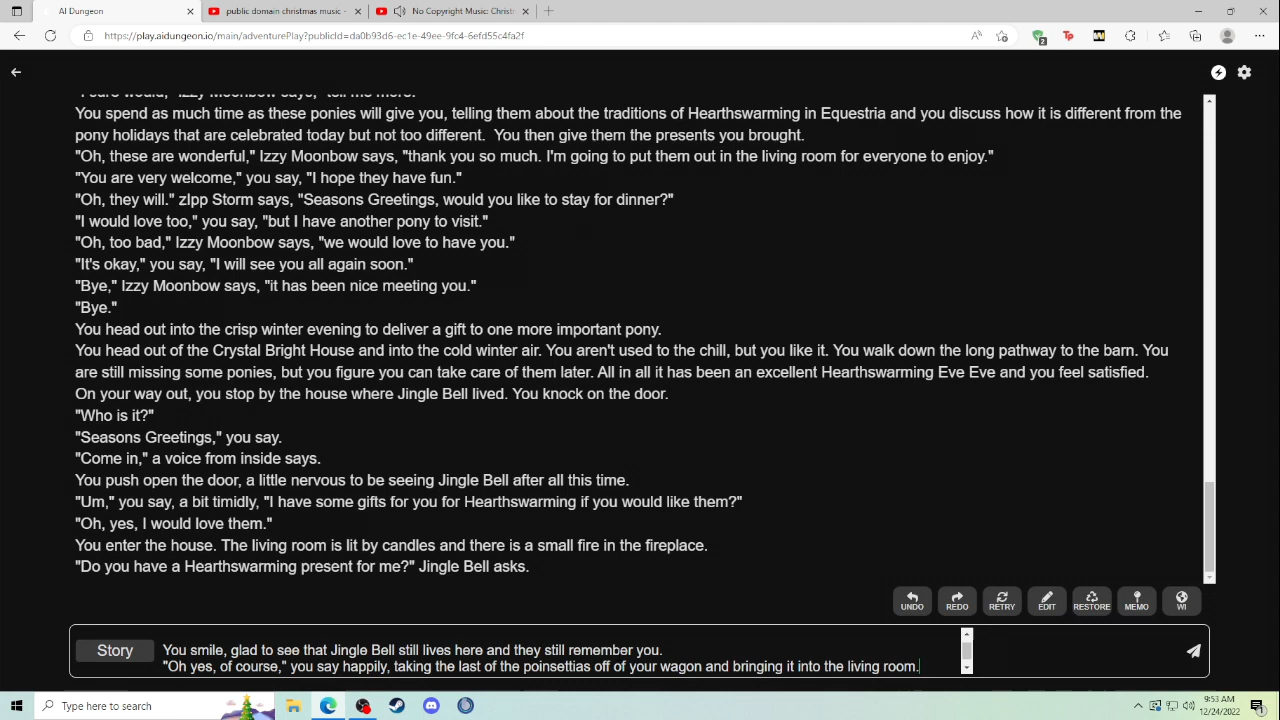 AI Dungeon
public domain christmas music -
No Copyright Music: Christm
https://play.aidungeon.io/main/adventurePlay?publicId=da0b93d6-ec1e-49ee-9fc4-6efd55c4fa2f
"Yours would," Izzy Moonbow says, "tell me more."
You spend as much time as these ponies will give you, telling them about the traditions of Hearthswarming in Equestria and you discuss how it is different from the
pony holidays that are celebrated today but not too different.  You then give them the presents you brought.
"Oh, these are wonderful," Izzy Moonbow says, "thank you so much. I'm going to put them out in the living room for everyone to enjoy."
"You are very welcome," you say, "I hope they have fun."
"Oh, they will." zIpp Storm says, "Seasons Greetings, would you like to stay for dinner?"
"I would love too," you say, "but I have another pony to visit."
"Oh, too bad," Izzy Moonbow says, "we would love to have you."
"It's okay," you say, "I will see you all again soon."
"Bye," Izzy Moonbow says, "it has been nice meeting you."
"Bye."
You head out into the crisp winter evening to deliver a gift to one more important pony.
You head out of the Crystal Bright House and into the cold winter air. You aren't used to the chill, but you like it. You walk down the long pathway to the barn. You
are still missing some ponies, but you figure you can take care of them later. All in all it has been an excellent Hearthswarming Eve Eve and you feel satisfied.
On your way out, you stop by the house where Jingle Bell lived. You knock on the door.
"Who is it?"
"Seasons Greetings," you say.
"Come in," a voice from inside says.
You push open the door, a little nervous to be seeing Jingle Bell after all this time.
"Um," you say, a bit timidly, "I have some gifts for you for Hearthswarming if you would like them?"
"Oh, yes, I would love them."
You enter the house. The living room is lit by candles and there is a small fire in the fireplace.
"Do you have a Hearthswarming present for me?" Jingle Bell asks.
UNDO REDO RETRY EDIT RESTORE MEMO WI
Story
You smile, glad to see that Jingle Bell still lives here and they still remember you.
"Oh yes, of course," you say happily, taking the last of the poinsettias off of your wagon and bringing it into the living room.
Type here to search
9:53 AM
12/24/2022